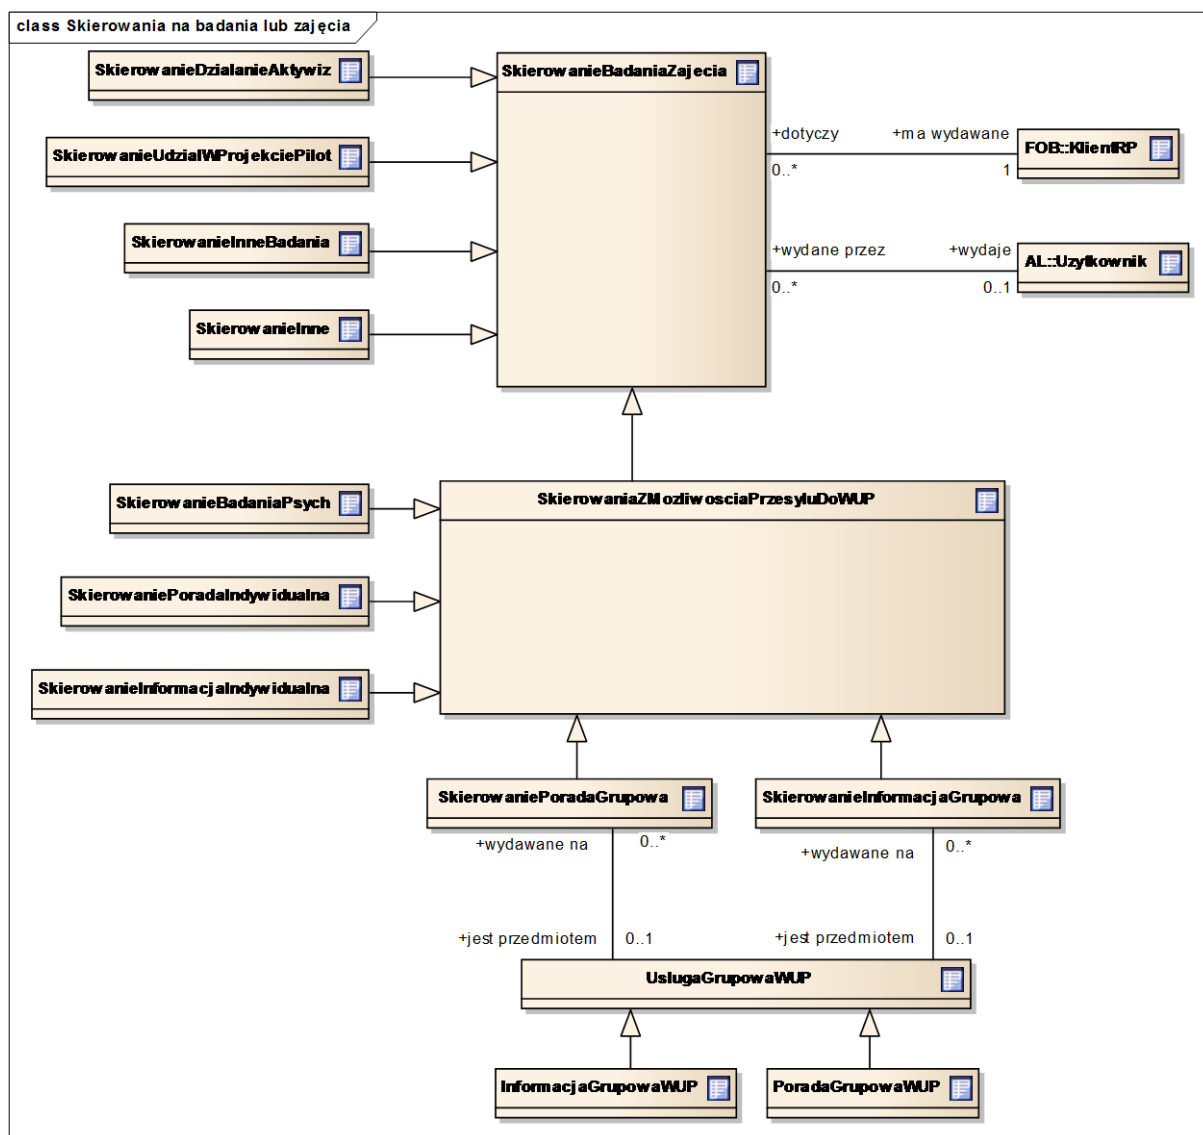 class Skierowania na badania lub zajęcia
SkierowanieDzialanieAktywiz
SkierowanieBadaniaZajecia
+dotyczy
+ma wydawane
FOB::KlientRP
0..*
1
SkierowanieUdzialWProjekciePilot
SkierowanieInneBadania
+wydane przez
+wydaje
AL::Uzytkownik
0..*
0..1
SkierowanieInne
SkierowanieBadaniaPsych
SkierowaniaZMozliwosciaPrzesyluDoWUP
SkierowaniePoradaIndywidualna
SkierowanieInformacjaIndywidualna
SkierowaniePoradaGrupowa
SkierowanieInformacjaGrupowa
+wydawane na
0..*
+wydawane na
0..*
+jest przedmiotem
0..1
+jest przedmiotem
0..1
UslugaGrupowaWUP
InformacjaGrupowaWUP
PoradaGrupowaWUP